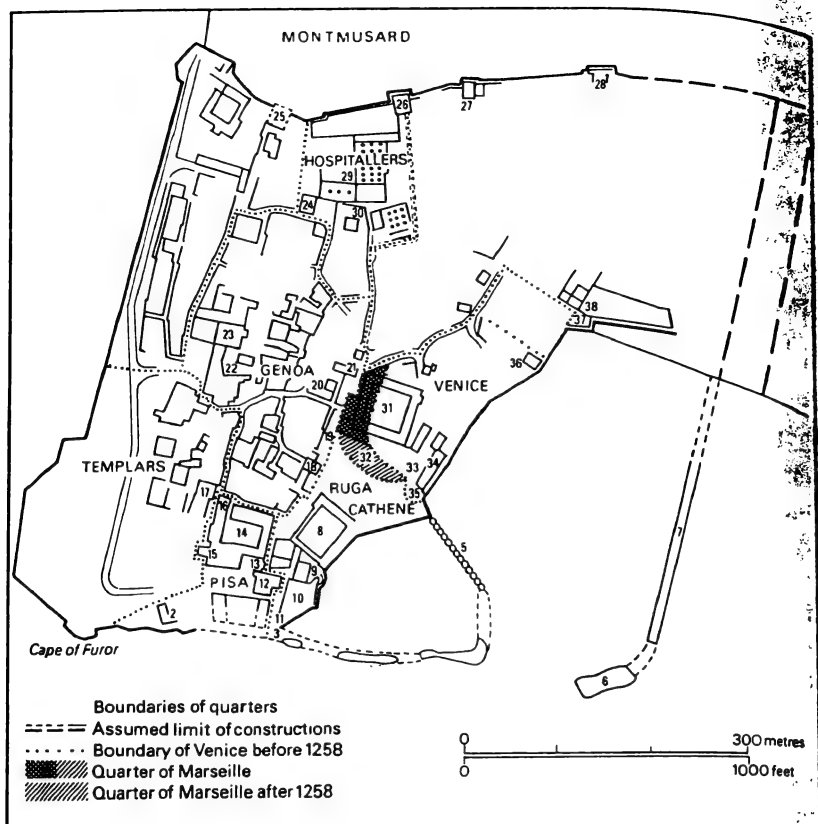 MONTMUSARD
28
26
27
25
HOSPITALLERS
29
24
30
38
37
23
21
36
22
GENOA
20
VENICE
31
19
32
TEMPLARS
18
33
34
RUGA
17
35
16
CATHENE
14
8
5
7
15
13
9
PISA
12
10
2
11
3
Cape of Furor
6
Boundaries of quarters
Assumed limit of constructions
Boundary of Venice before 1258
Quarter of Marseille
Quarter of Marseille after 1258
0 300 metres
0 1000 feet